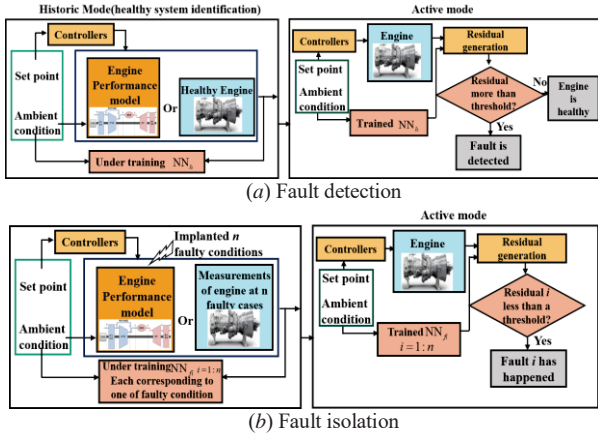 Historic Mode(healthy system identification)
Controllers
Set point
Ambient
condition
Engine
Performance
model
Or
Healthy Engine
Under training NNₕ
Active mode
Controllers
Engine
Set point
Ambient
condition
Trained NNₕ
Residual
generation
Residual
more than
threshold?
No
Engine
is
healthy
Yes
Fault is
detected
(a) Fault detection
Implanted n
faulty conditions
Controllers
Set point
Ambient
condition
Engine
Performance
model
Or
Measurements
of engine at n
faulty cases
Under training NN_fi i=1:n
Each corresponding to
one of faulty condition
Active mode
Controllers
Engine
Set point
Ambient
condition
Trained NN_fi
i = 1: n
Residual
generation
Residual i
less than a
threshold?
Yes
Fault i has
happened
(b) Fault isolation